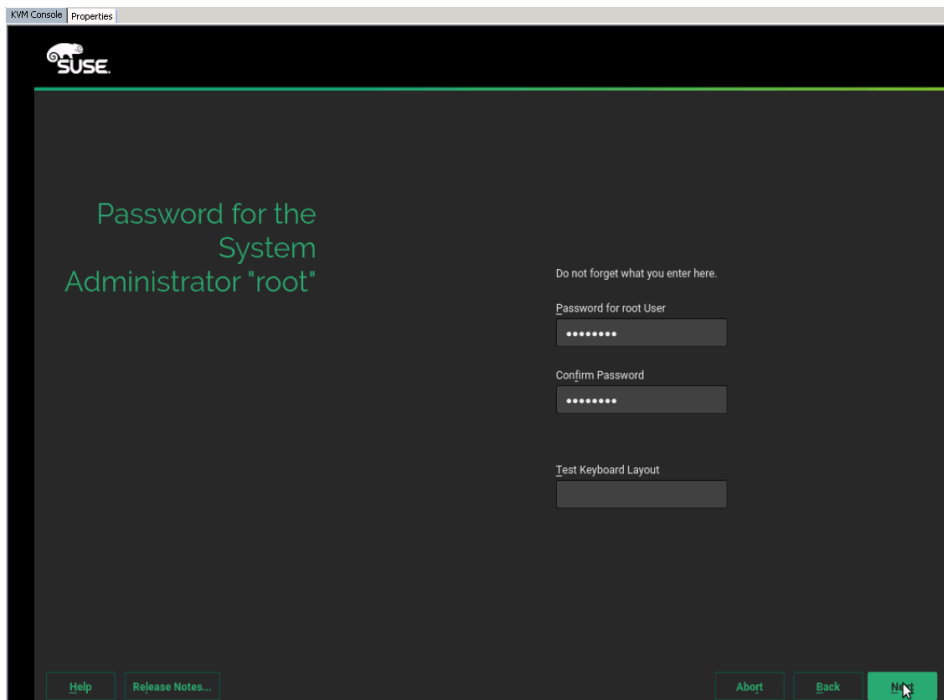 KVM Console
Properties
SUSE.
Password for the
System
Administrator "root"
Do not forget what you enter here.
Password for root User
••••••••
Confirm Password
••••••••
Test Keyboard Layout
Help
Release Notes...
Abort
Back
Next